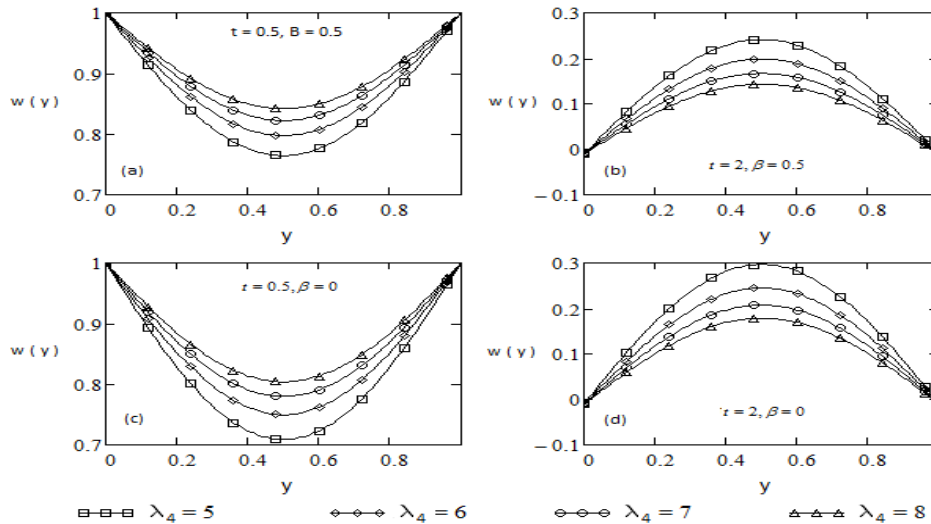 1
0.9
0.8
0.7
w ( y )
t = 0.5, B = 0.5
(a)
0 0.2 0.4 0.6 0.8
y
0.3
0.2
0.1
0
−0.1
w ( y )
t = 2, β = 0.5
(b)
0 0.2 0.4 0.6 0.8
y
1
0.9
0.8
0.7
w ( y )
t = 0.5, β = 0
(c)
0 0.2 0.4 0.6 0.8
y
0.3
0.2
0.1
0
−0.1
w ( y )
t = 2, β = 0
(d)
0 0.2 0.4 0.6 0.8
y
λ₄ = 5 λ₄ = 6 λ₄ = 7 λ₄ = 8